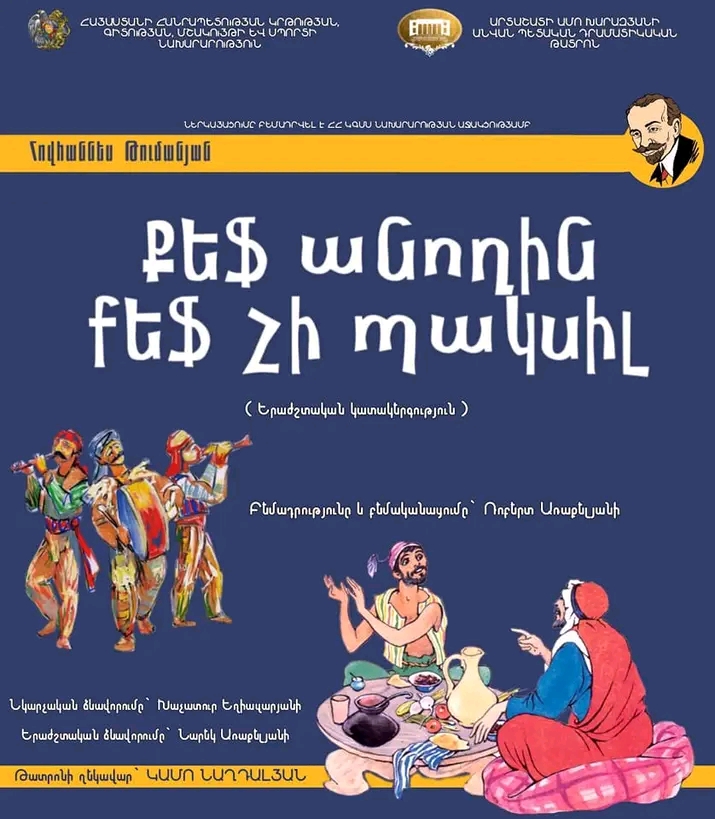 ՀԱՅԱՍՏԱՆԻ ՀԱՆՐԱՊԵՏՈՒԹՅԱՆ ԿՐԹՈՒԹՅԱՆ,
ԳԻՏՈՒԹՅԱՆ, ՄՇԱԿՈՒՅԹԻ ԵՎ ՍՊՈՐՏԻ
ՆԱԽԱՐԱՐՈՒԹՅՈՒՆ
ԱՐՏԱՇԱՏԻ ԱՄՈ ԽԱՐԱԶՅԱՆԻ
ԱՆՎԱՆ ՊԵՏԱԿԱՆ ԴՐԱՄԱՏԻԿԱԿԱՆ
ԹԱՏՐՈՆ
ՆԵՐԿԱՅԱՑՈՒՄԸ ԲԵՄԱԴՐՎԵԼ Է ՀՀ ԿԳՄՍ ՆԱԽԱՐԱՐՈՒԹՅԱՆ ԱՋԱԿՑՈՒԹՅԱՄԲ
Հովհաննես Թումանյան
ՔԵՖ անողին
քեՖ Չի պակսիլ
( Երաժշտական կատակերգություն )
Բեմադրությունը և բեմականացումը՝ Ռոբերտ Առաքելյանի
Նկարչական ձևավորումը՝ Խաչատուր Եղիազարյանի
Երաժշտական ձևավորումը՝ Նարեկ Առաքելյանի
Թատրոնի ղեկավար՝ ԿԱՄՈ ՆԱՂԴԱԼՅԱՆ